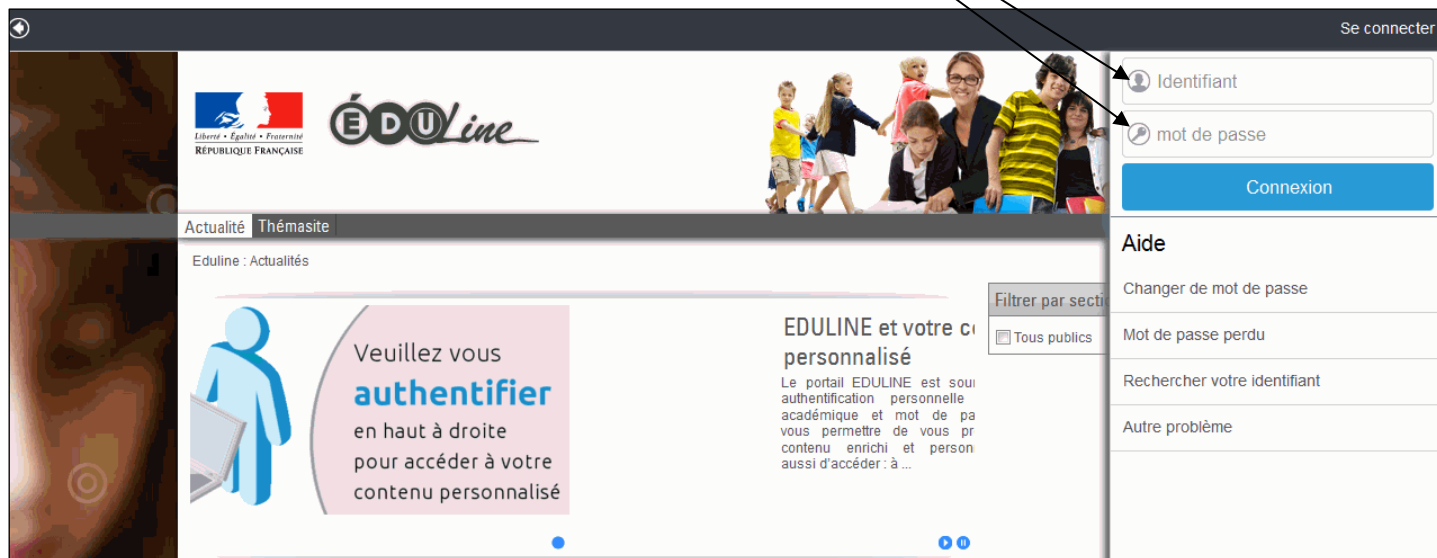 Se connecter
Identifiant
mot de passe
Connexion
Liberté • Égalité • Fraternité
RÉPUBLIQUE FRANÇAISE
ÉDULine
Actualité Thémasite
Eduline : Actualités
Veuillez vous
authentifier
en haut à droite
pour accéder à votre
contenu personnalisé
EDULINE et votre c
personnalisé
Le portail EDULINE est sou
authentification personnelle
académique et mot de pa
vous permettre de vous pr
contenu enrichi et person
aussi d'accéder : à ...
Filtrer par secti
Tous publics
Aide
Changer de mot de passe
Mot de passe perdu
Rechercher votre identifiant
Autre problème